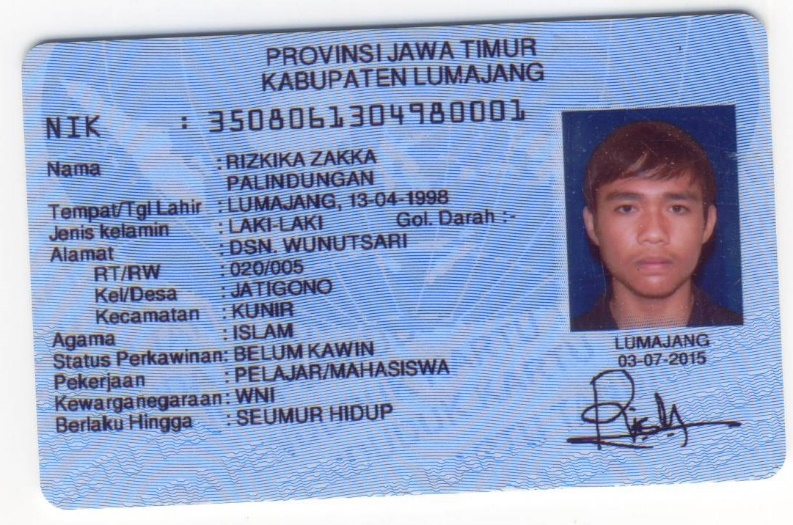 PROVINSI JAWA TIMUR
KABUPATEN LUMAJANG
NIK : 3508061304980001
Nama : RIZKIKA ZAKKA
PALINDUNGAN
Tempat/Tgl Lahir : LUMAJANG, 13-04-1998
Jenis kelamin : LAKI-LAKI Gol. Darah :-
Alamat : DSN. WUNUTSARI
RT/RW : 020/005
Kel/Desa : JATIGONO
Kecamatan : KUNIR
Agama : ISLAM
Status Perkawinan: BELUM KAWIN
Pekerjaan : PELAJAR/MAHASISWA
Kewarganegaraan: WNI
Berlaku Hingga : SEUMUR HIDUP
LUMAJANG
03-07-2015